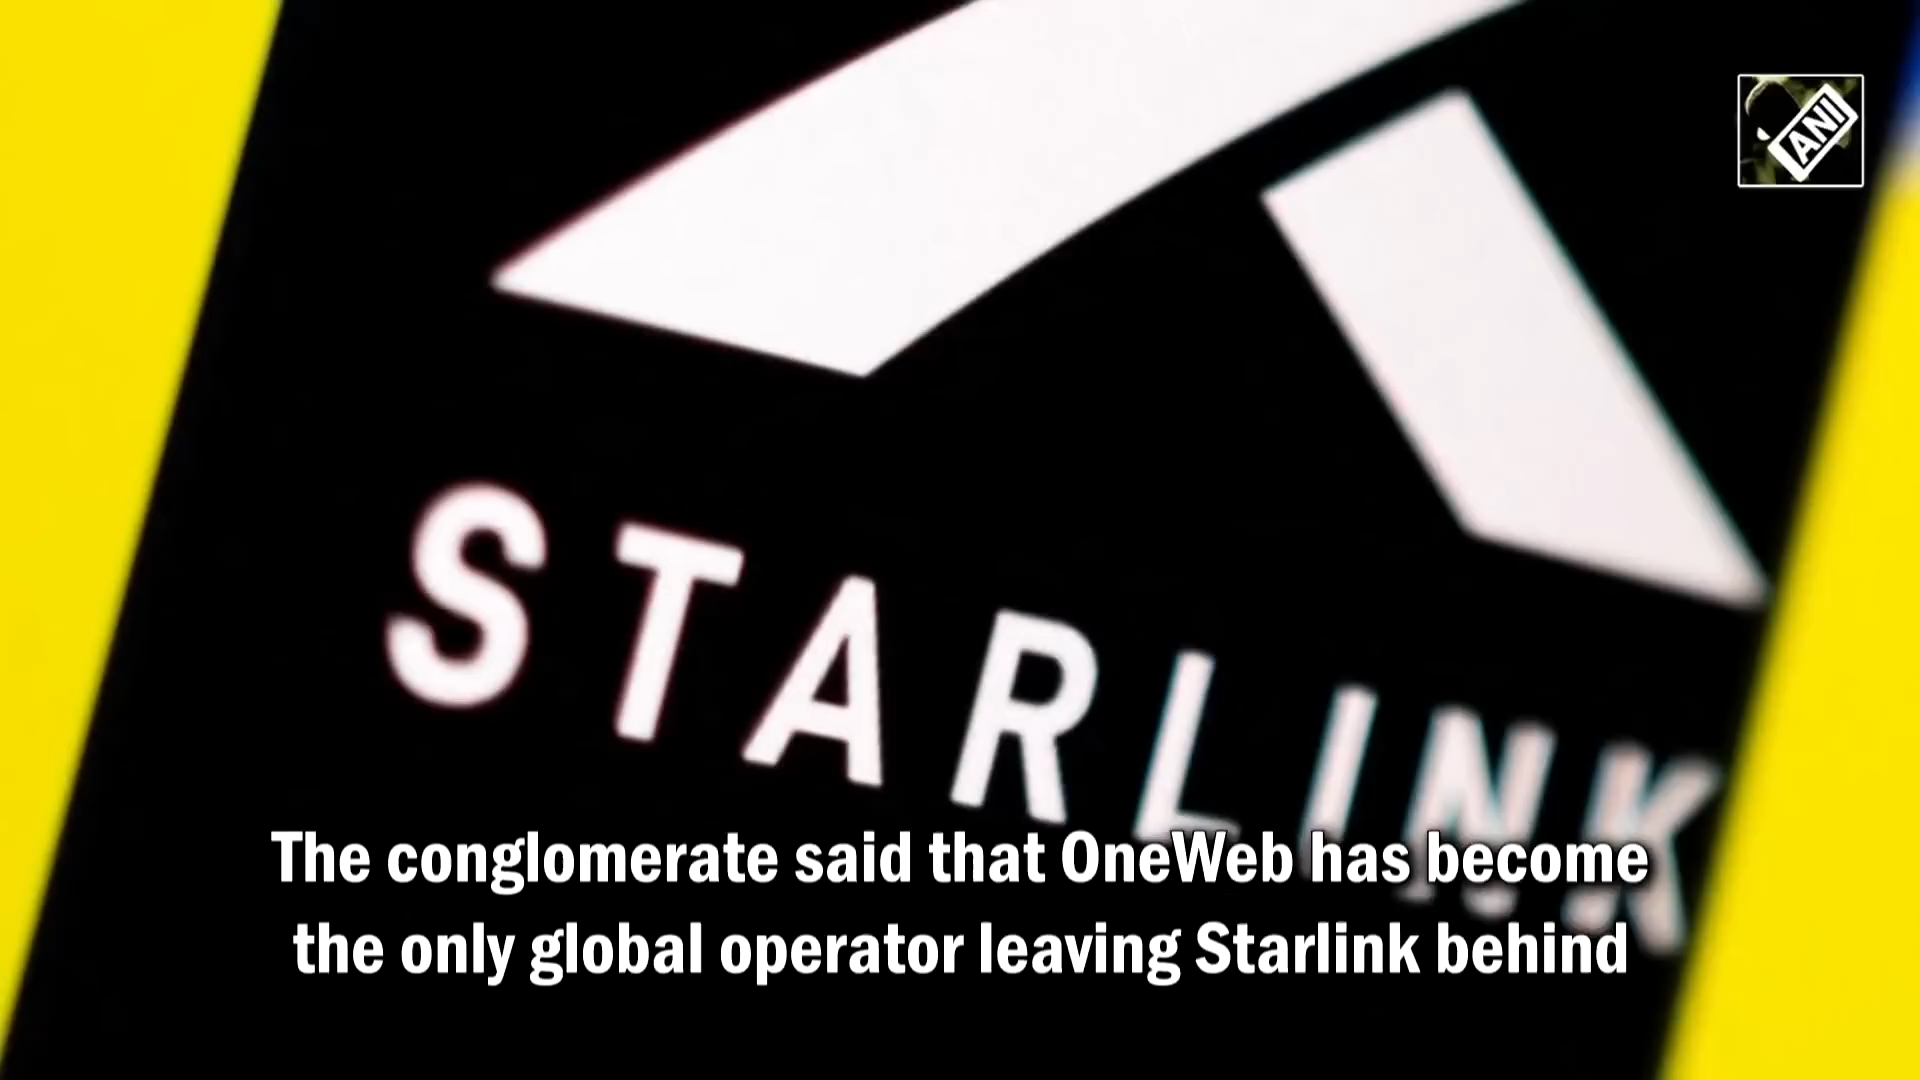 ANI
STARLINK
The conglomerate said that OneWeb has become
the only global operator leaving Starlink behind